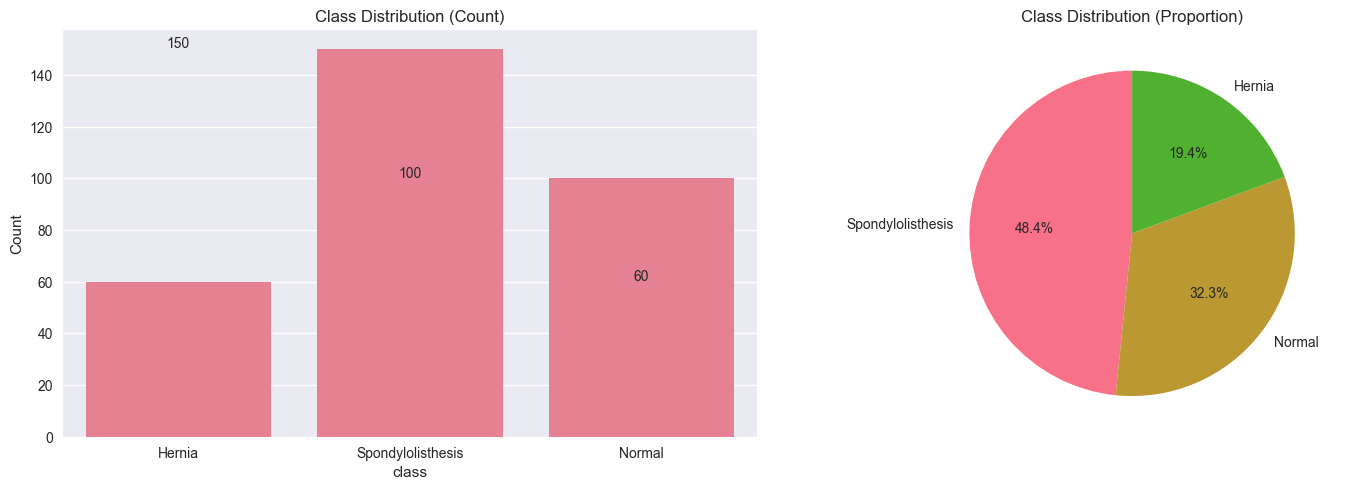 Class Distribution (Count)
150
100
60
140
120
100
80
60
40
20
0
Count
Hernia
Spondylolisthesis
Normal
class
Class Distribution (Proportion)
Hernia
19.4%
Spondylolisthesis
48.4%
32.3%
Normal